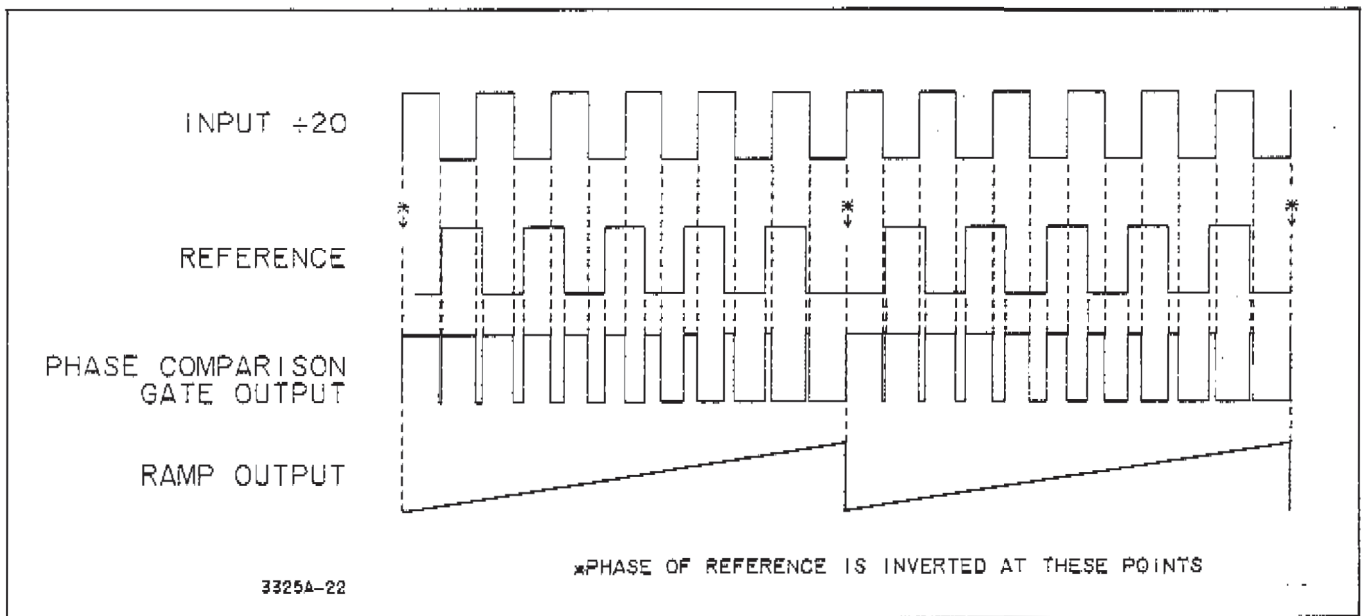 INPUT ÷20
*
*
*
REFERENCE
PHASE COMPARISON
GATE OUTPUT
RAMP OUTPUT
*PHASE OF REFERENCE IS INVERTED AT THESE POINTS
3325A-22